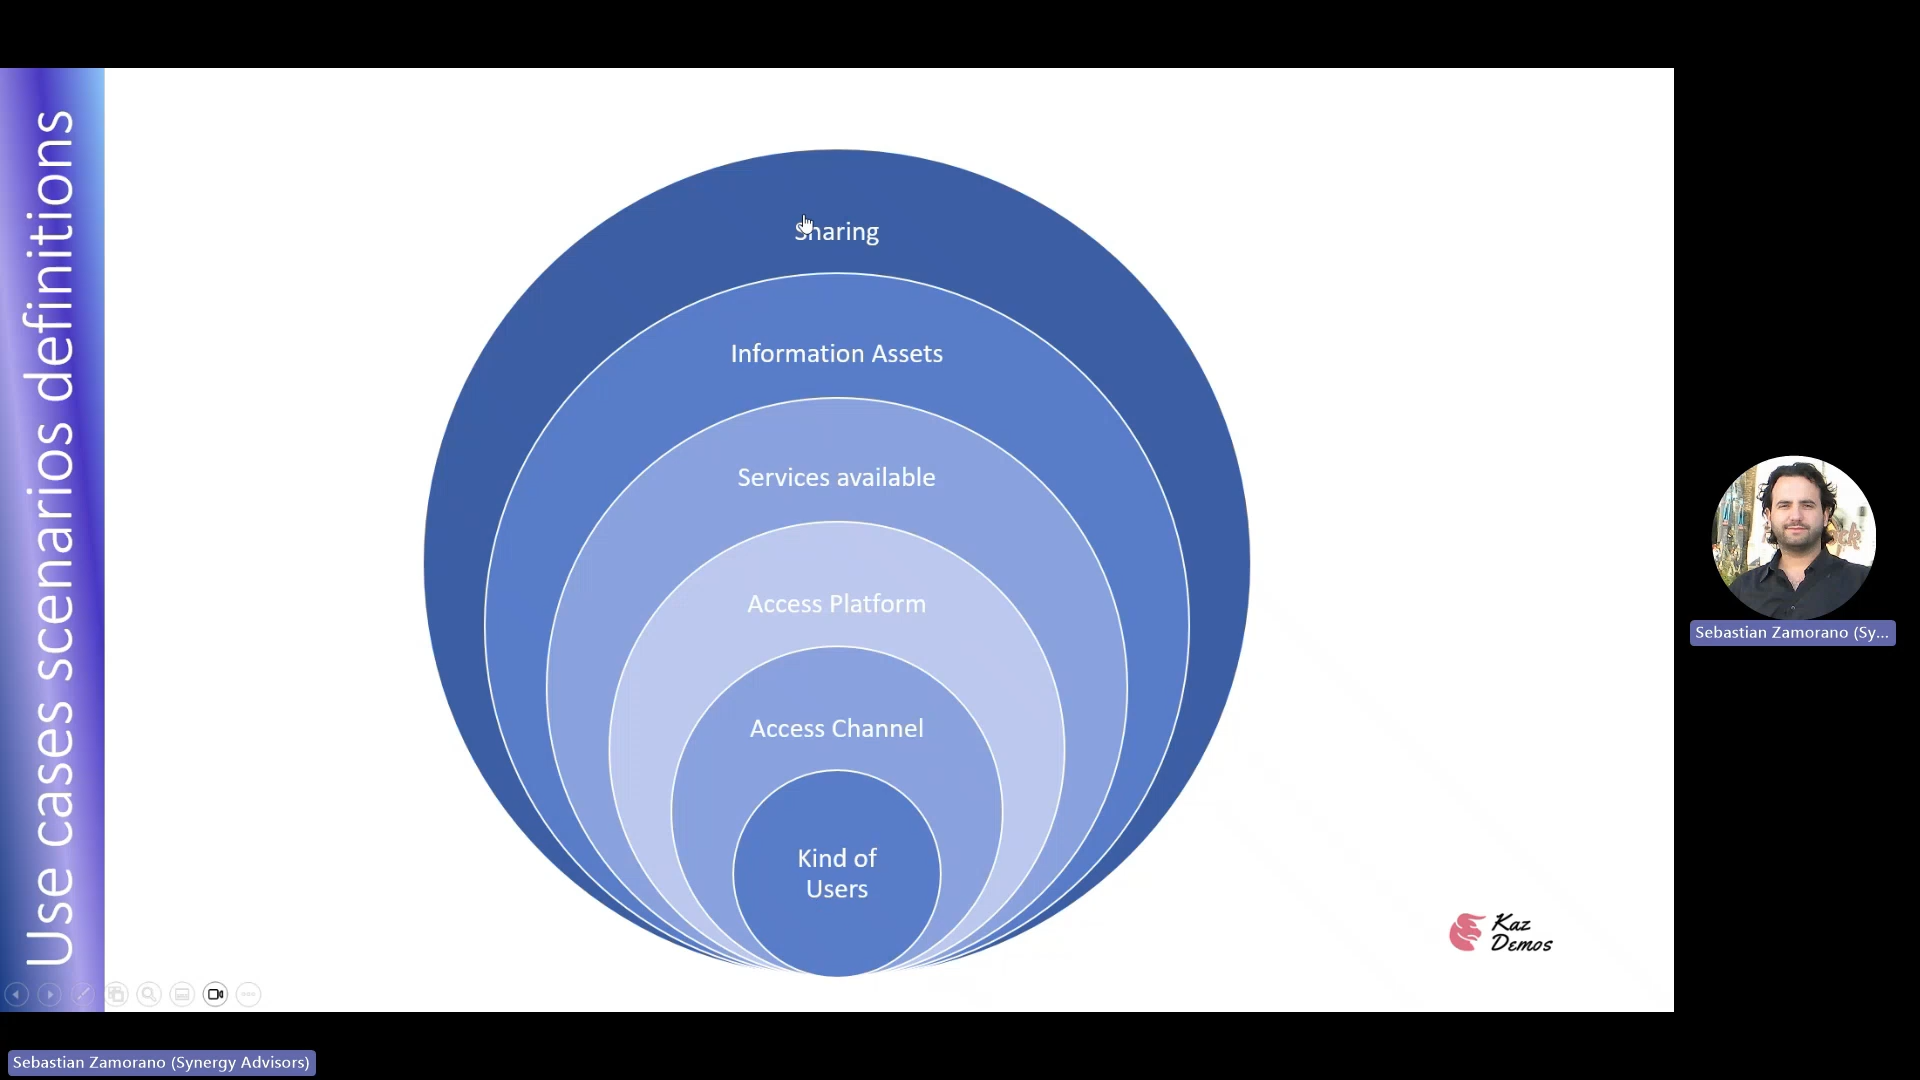 Use cases scenarios definitions
Sharing
Information Assets
Services available
Access Platform
Access Channel
Kind of
Users
Kaz
Demos
Sebastian Zamorano (Sy...
Sebastian Zamorano (Synergy Advisors)